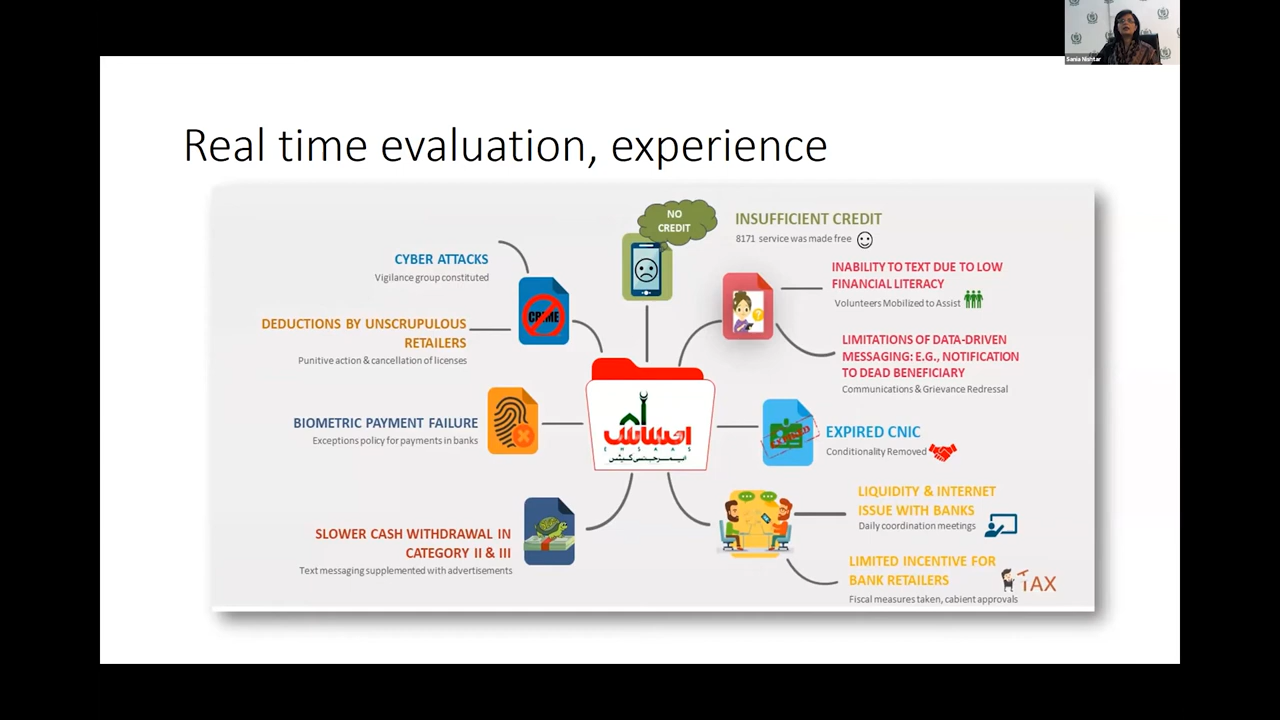 Sania Nishtar
Real time evaluation, experience
NO
CREDIT
INSUFFICIENT CREDIT
8171 service was made free
INABILITY TO TEXT DUE TO LOW
FINANCIAL LITERACY
Volunteers Mobilized to Assist
LIMITATIONS OF DATA-DRIVEN
MESSAGING: E.G., NOTIFICATION
TO DEAD BENEFICIARY
Communications & Grievance Redressal
EXPIRED CNIC
Conditionality Removed
LIQUIDITY & INTERNET
ISSUE WITH BANKS
Daily coordination meetings
LIMITED INCENTIVE FOR
BANK RETAILERS
TAX
Fiscal measures taken, cabient approvals
CYBER ATTACKS
Vigilance group constituted
CRIME
DEDUCTIONS BY UNSCRUPULOUS
RETAILERS
Punitive action & cancellation of licenses
BIOMETRIC PAYMENT FAILURE
Exceptions policy for payments in banks
SLOWER CASH WITHDRAWAL IN
CATEGORY II & III
Text messaging supplemented with advertisements
احساس
EHSAAS
ایمرجنسی کیش